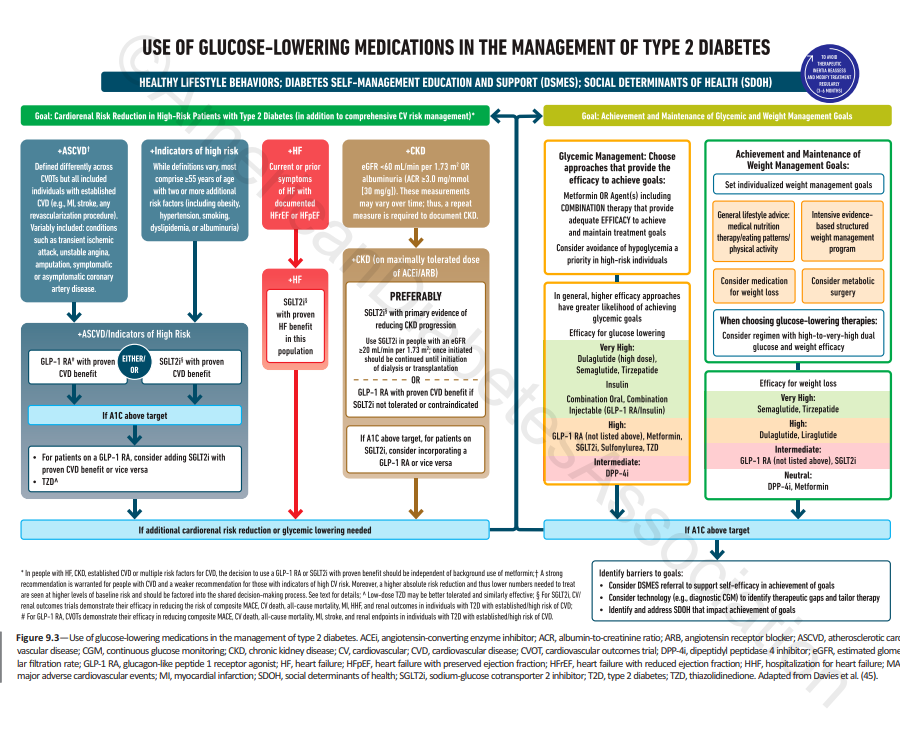 USE OF GLUCOSE-LOWERING MEDICATIONS IN THE MANAGEMENT OF TYPE 2 DIABETES
HEALTHY LIFESTYLE BEHAVIORS; DIABETES SELF-MANAGEMENT EDUCATION AND SUPPORT (DSMES); SOCIAL DETERMINANTS OF HEALTH (SDOH)
TO AVOID
THERAPEUTIC
INERTIA REASSESS
AND MODIFY TREATMENT
REGULARLY
(3–6 MONTHS)
Goal: Cardiorenal Risk Reduction in High-Risk Patients with Type 2 Diabetes (in addition to comprehensive CV risk management)*
+ASCVD†
Defined differently across
CVOTs but all included
individuals with established
CVD (e.g., MI, stroke, any
revascularization procedure).
Variably included: conditions
such as transient ischemic
attack, unstable angina,
amputation, symptomatic
or asymptomatic coronary
artery disease.
+Indicators of high risk
While definitions vary, most
comprise ≥55 years of age
with two or more additional
risk factors (including obesity,
hypertension, smoking,
dyslipidemia, or albuminuria)
+HF
Current or prior
symptoms
of HF with
documented
HFrEF or HFpEF
+CKD
eGFR <60 mL/min per 1.73 m² OR
albuminuria (ACR ≥3.0 mg/mmol
[30 mg/g]). These measurements
may vary over time; thus, a repeat
measure is required to document CKD.
+ASCVD/Indicators of High Risk
GLP-1 RA# with proven
CVD benefit
EITHER/
OR
SGLT2i§ with proven
CVD benefit
If A1C above target
• For patients on a GLP-1 RA, consider adding SGLT2i with
proven CVD benefit or vice versa
• TZD^
+HF
SGLT2i§
with proven
HF benefit
in this
population
+CKD (on maximally tolerated dose
of ACEi/ARB)
PREFERABLY
SGLT2i§ with primary evidence of
reducing CKD progression
Use SGLT2i in people with an eGFR
≥20 mL/min per 1.73 m²; once initiated
should be continued until initiation
of dialysis or transplantation
OR
GLP-1 RA with proven CVD benefit if
SGLT2i not tolerated or contraindicated
If A1C above target, for patients on
SGLT2i, consider incorporating a
GLP-1 RA or vice versa
If additional cardiorenal risk reduction or glycemic lowering needed
Goal: Achievement and Maintenance of Glycemic and Weight Management Goals
Glycemic Management: Choose
approaches that provide the
efficacy to achieve goals:
Metformin OR Agent(s) including
COMBINATION therapy that provide
adequate EFFICACY to achieve
and maintain treatment goals
Consider avoidance of hypoglycemia a
priority in high-risk individuals
In general, higher efficacy approaches
have greater likelihood of achieving
glycemic goals
Efficacy for glucose lowering
Very High:
Dulaglutide (high dose),
Semaglutide, Tirzepatide
Insulin
Combination Oral, Combination
Injectable (GLP-1 RA/Insulin)
High:
GLP-1 RA (not listed above), Metformin,
SGLT2i, Sulfonylurea, TZD
Intermediate:
DPP-4i
Achievement and Maintenance of
Weight Management Goals:
Set individualized weight management goals
General lifestyle advice:
medical nutrition
therapy/eating patterns/
physical activity
Intensive evidence-
based structured
weight management
program
Consider medication
for weight loss
Consider metabolic
surgery
When choosing glucose-lowering therapies:
Consider regimen with high-to-very-high dual
glucose and weight efficacy
Efficacy for weight loss
Very High:
Semaglutide, Tirzepatide
High:
Dulaglutide, Liraglutide
Intermediate:
GLP-1 RA (not listed above), SGLT2i
Neutral:
DPP-4i, Metformin
If A1C above target
Identify barriers to goals:
• Consider DSMES referral to support self-efficacy in achievement of goals
• Consider technology (e.g., diagnostic CGM) to identify therapeutic gaps and tailor therapy
• Identify and address SDOH that impact achievement of goals
* In people with HF, CKD, established CVD or multiple risk factors for CVD, the decision to use a GLP-1 RA or SGLT2i with proven benefit should be independent of background use of metformin;† A strong
recommendation is warranted for people with CVD and a weaker recommendation for those with indicators of high CV risk. Moreover, a higher absolute risk reduction and thus lower numbers needed to treat
are seen at higher levels of baseline risk and should be factored into the shared decision-making process. See text for details; ^ Low-dose TZD may be better tolerated and similarly effective; § For SGLT2i, CV/
renal outcomes trials demonstrate their efficacy in reducing the risk of composite MACE, CV death, all-cause mortality, MI, HHF, and renal outcomes in individuals with T2D with established/high risk of CVD;
# For GLP-1 RA, CVOTs demonstrate their efficacy in reducing composite MACE, CV death, all-cause mortality, MI, stroke, and renal endpoints in individuals with T2D with established/high risk of CVD.
Figure 9.3—Use of glucose-lowering medications in the management of type 2 diabetes. ACEi, angiotensin-converting enzyme inhibitor; ACR, albumin-to-creatinine ratio; ARB, angiotensin receptor blocker; ASCVD, atherosclerotic car
vascular disease; CGM, continuous glucose monitoring; CKD, chronic kidney disease; CV, cardiovascular; CVD, cardiovascular disease; CVOT, cardiovascular outcomes trial; DPP-4i, dipeptidyl peptidase 4 inhibitor; eGFR, estimated glome
lar filtration rate; GLP-1 RA, glucagon-like peptide 1 receptor agonist; HF, heart failure; HFpEF, heart failure with preserved ejection fraction; HFrEF, heart failure with reduced ejection fraction; HHF, hospitalization for heart failure; MA
major adverse cardiovascular events; MI, myocardial infarction; SDOH, social determinants of health; SGLT2i, sodium-glucose cotransporter 2 inhibitor; T2D, type 2 diabetes; TZD, thiazolidinedione. Adapted from Davies et al. (45).
©American Diabetes Association